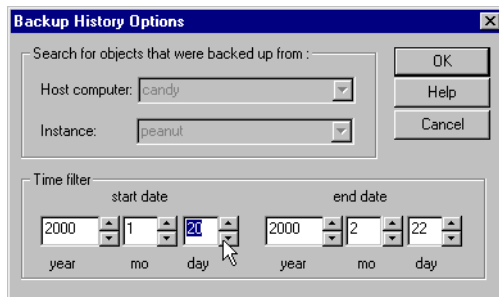 Backup History Options
Search for objects that were backed up from :
Host computer: candy
Instance: peanut
OK
Help
Cancel
Time filter
start date end date
2000 1 20 2000 2 22
year mo day year mo day